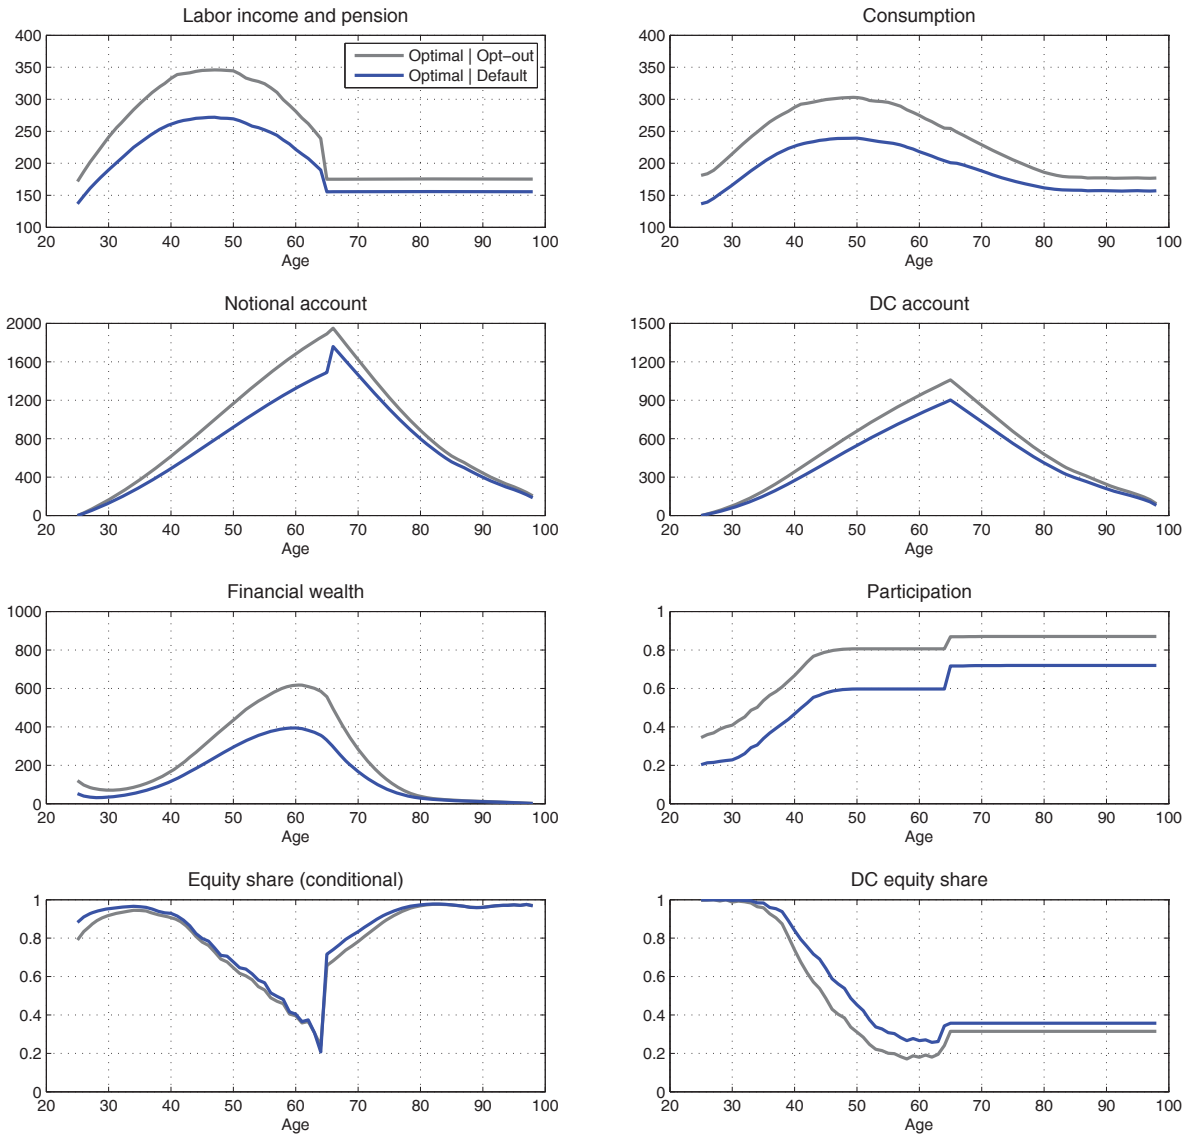 Labor income and pension
400
350
300
250
200
150
100
20 30 40 50 60 70 80 90 100
Age
Optimal | Opt−out
Optimal | Default
Consumption
400
350
300
250
200
150
100
20 30 40 50 60 70 80 90 100
Age
Notional account
2000
1600
1200
800
400
0
20 30 40 50 60 70 80 90 100
Age
DC account
1500
1200
900
600
300
0
20 30 40 50 60 70 80 90 100
Age
Financial wealth
1000
800
600
400
200
0
20 30 40 50 60 70 80 90 100
Age
Participation
1
0.8
0.6
0.4
0.2
0
20 30 40 50 60 70 80 90 100
Age
Equity share (conditional)
1
0.8
0.6
0.4
0.2
0
20 30 40 50 60 70 80 90 100
Age
DC equity share
1
0.8
0.6
0.4
0.2
0
20 30 40 50 60 70 80 90 100
Age